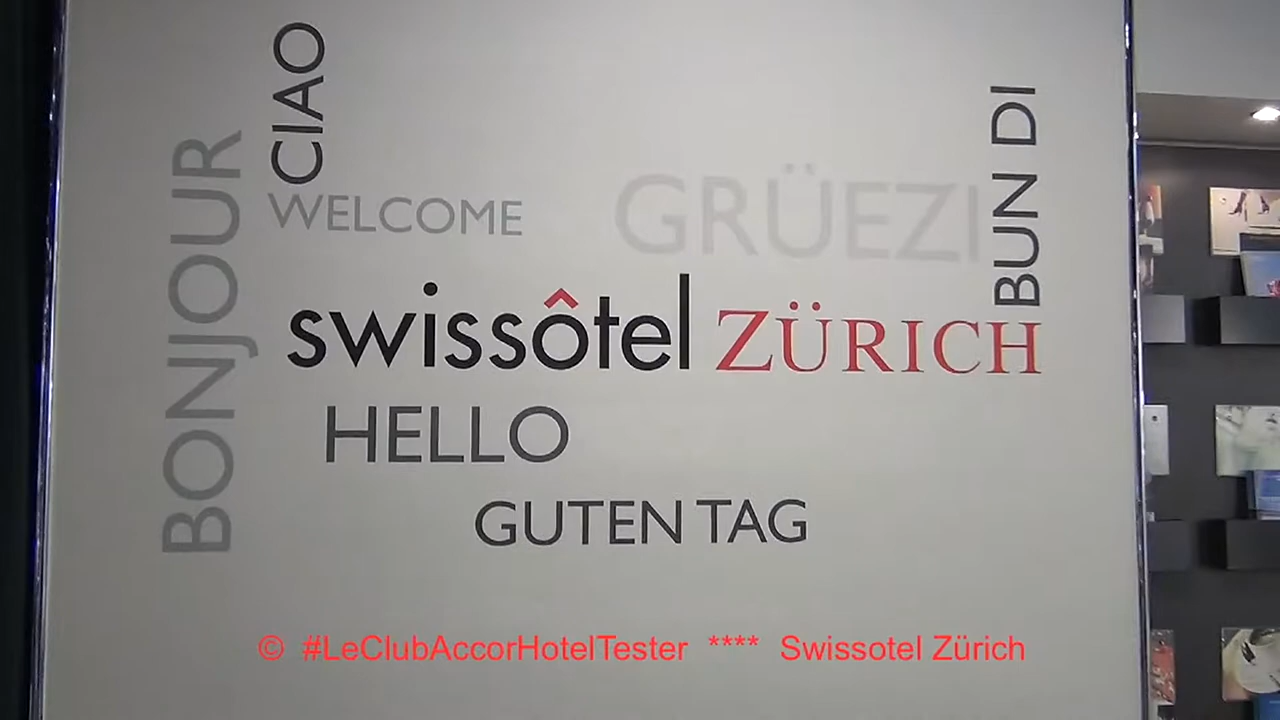 CIAO
BONJOUR
BUN DI
WELCOME
GRÜEZI
swissôtel ZÜRICH
HELLO
GUTEN TAG
© #LeClubAccorHotelTester **** Swissotel Zürich